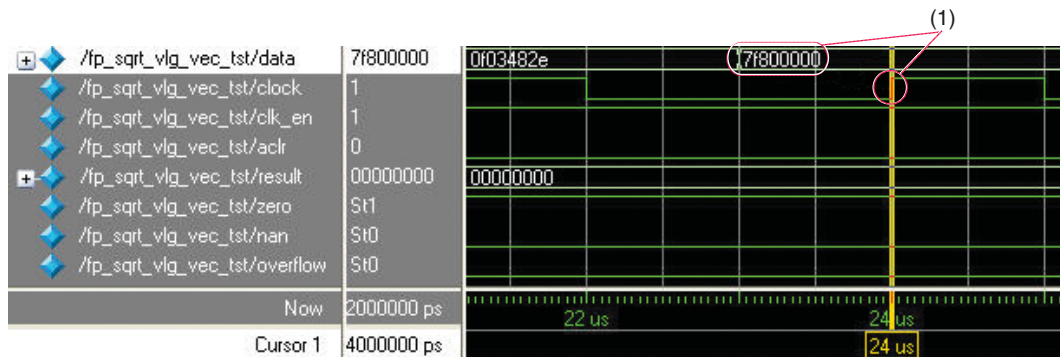 (1)
/fp_sqrt_vlg_vec_tst/data 7f800000 0f03482e 7f800000
/fp_sqrt_vlg_vec_tst/clock 1
/fp_sqrt_vlg_vec_tst/clk_en 1
/fp_sqrt_vlg_vec_tst/aclr 0
/fp_sqrt_vlg_vec_tst/result 00000000 00000000
/fp_sqrt_vlg_vec_tst/zero St1
/fp_sqrt_vlg_vec_tst/nan St0
/fp_sqrt_vlg_vec_tst/overflow St0
Now 2000000 ps 22 us 24 us
Cursor 1 4000000 ps 24 us